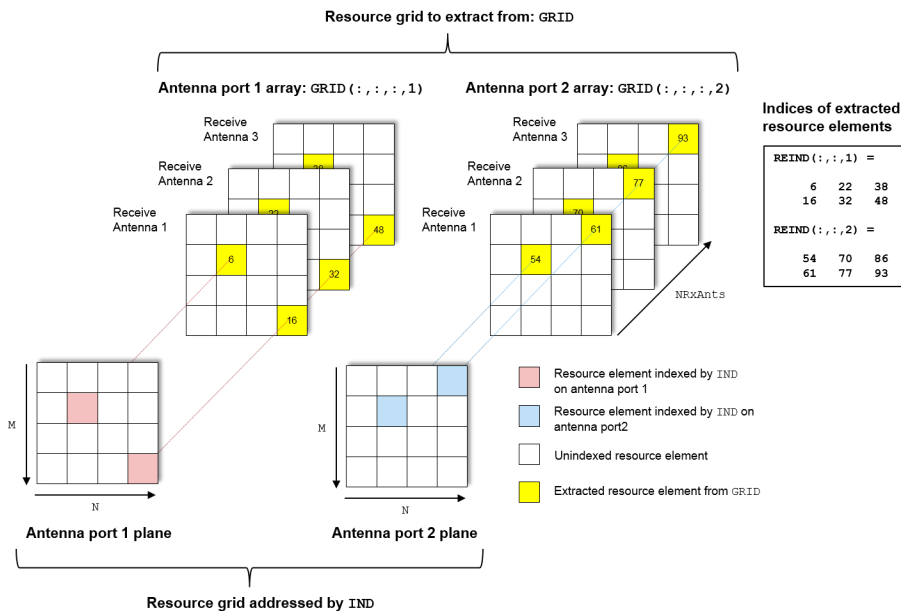 Resource grid to extract from: GRID
Antenna port 1 array: GRID(:,:,:,1)
Antenna port 2 array: GRID(:,:,:,2)
Receive
Antenna 3
Receive
Antenna 2
Receive
Antenna 1
48
6
32
16
Receive
Antenna 3
Receive
Antenna 2
Receive
Antenna 1
93
77
61
54
NRxAnts
Indices of extracted
resource elements
REIND(:,:,1) =
6 22 38
16 32 48
REIND(:,:,2) =
54 70 86
61 77 93
M
N
Antenna port 1 plane
M
N
Antenna port 2 plane
Resource element indexed by IND
on antenna port 1
Resource element indexed by IND on
antenna port2
Unindexed resource element
Extracted resource element from GRID
Resource grid addressed by IND